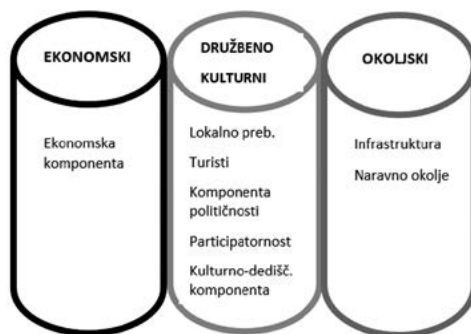 EKONOMSKI
Ekonomska
komponenta
DRUŽBENO
KULTURNI
Lokalno preb.
Turisti
Komponenta
političnosti
Participatornost
Kulturno-dedišč.
komponenta
OKOLJSKI
Infrastruktura
Naravno okolje